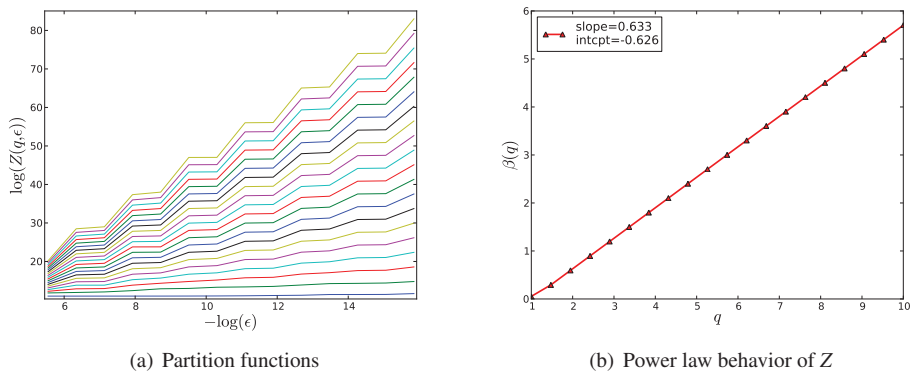 80
70
60
50
40
30
20
6 8 10 12 14
log(Z(q,ϵ))
−log(ϵ)
(a) Partition functions
slope=0.633
intcpt=-0.626
6
5
4
3
2
1
0
1 2 3 4 5 6 7 8 9 10
β(q)
q
(b) Power law behavior of Z